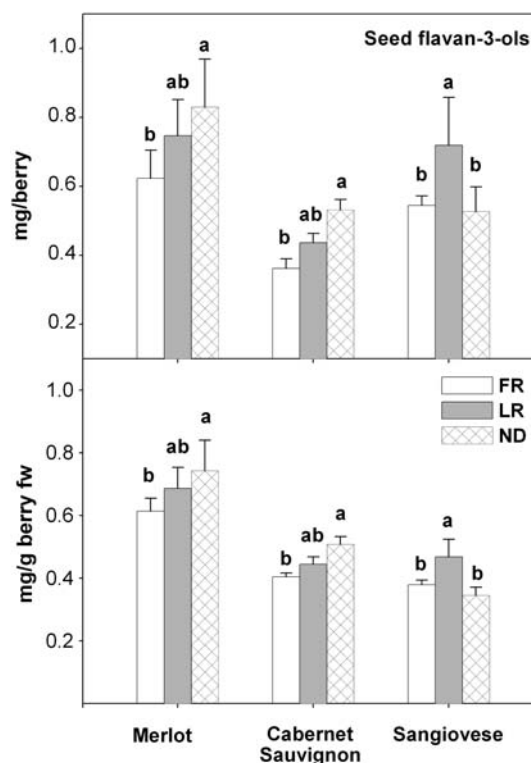 Seed flavan-3-ols
mg/berry
1.0
0.8
0.6
0.4
0.2
b ab a
b ab a
b a b
FR
LR
ND
mg/g berry fw
1.0
0.8
0.6
0.4
0.2
b ab a
b ab a
b a b
Merlot
Cabernet
Sauvignon
Sangiovese